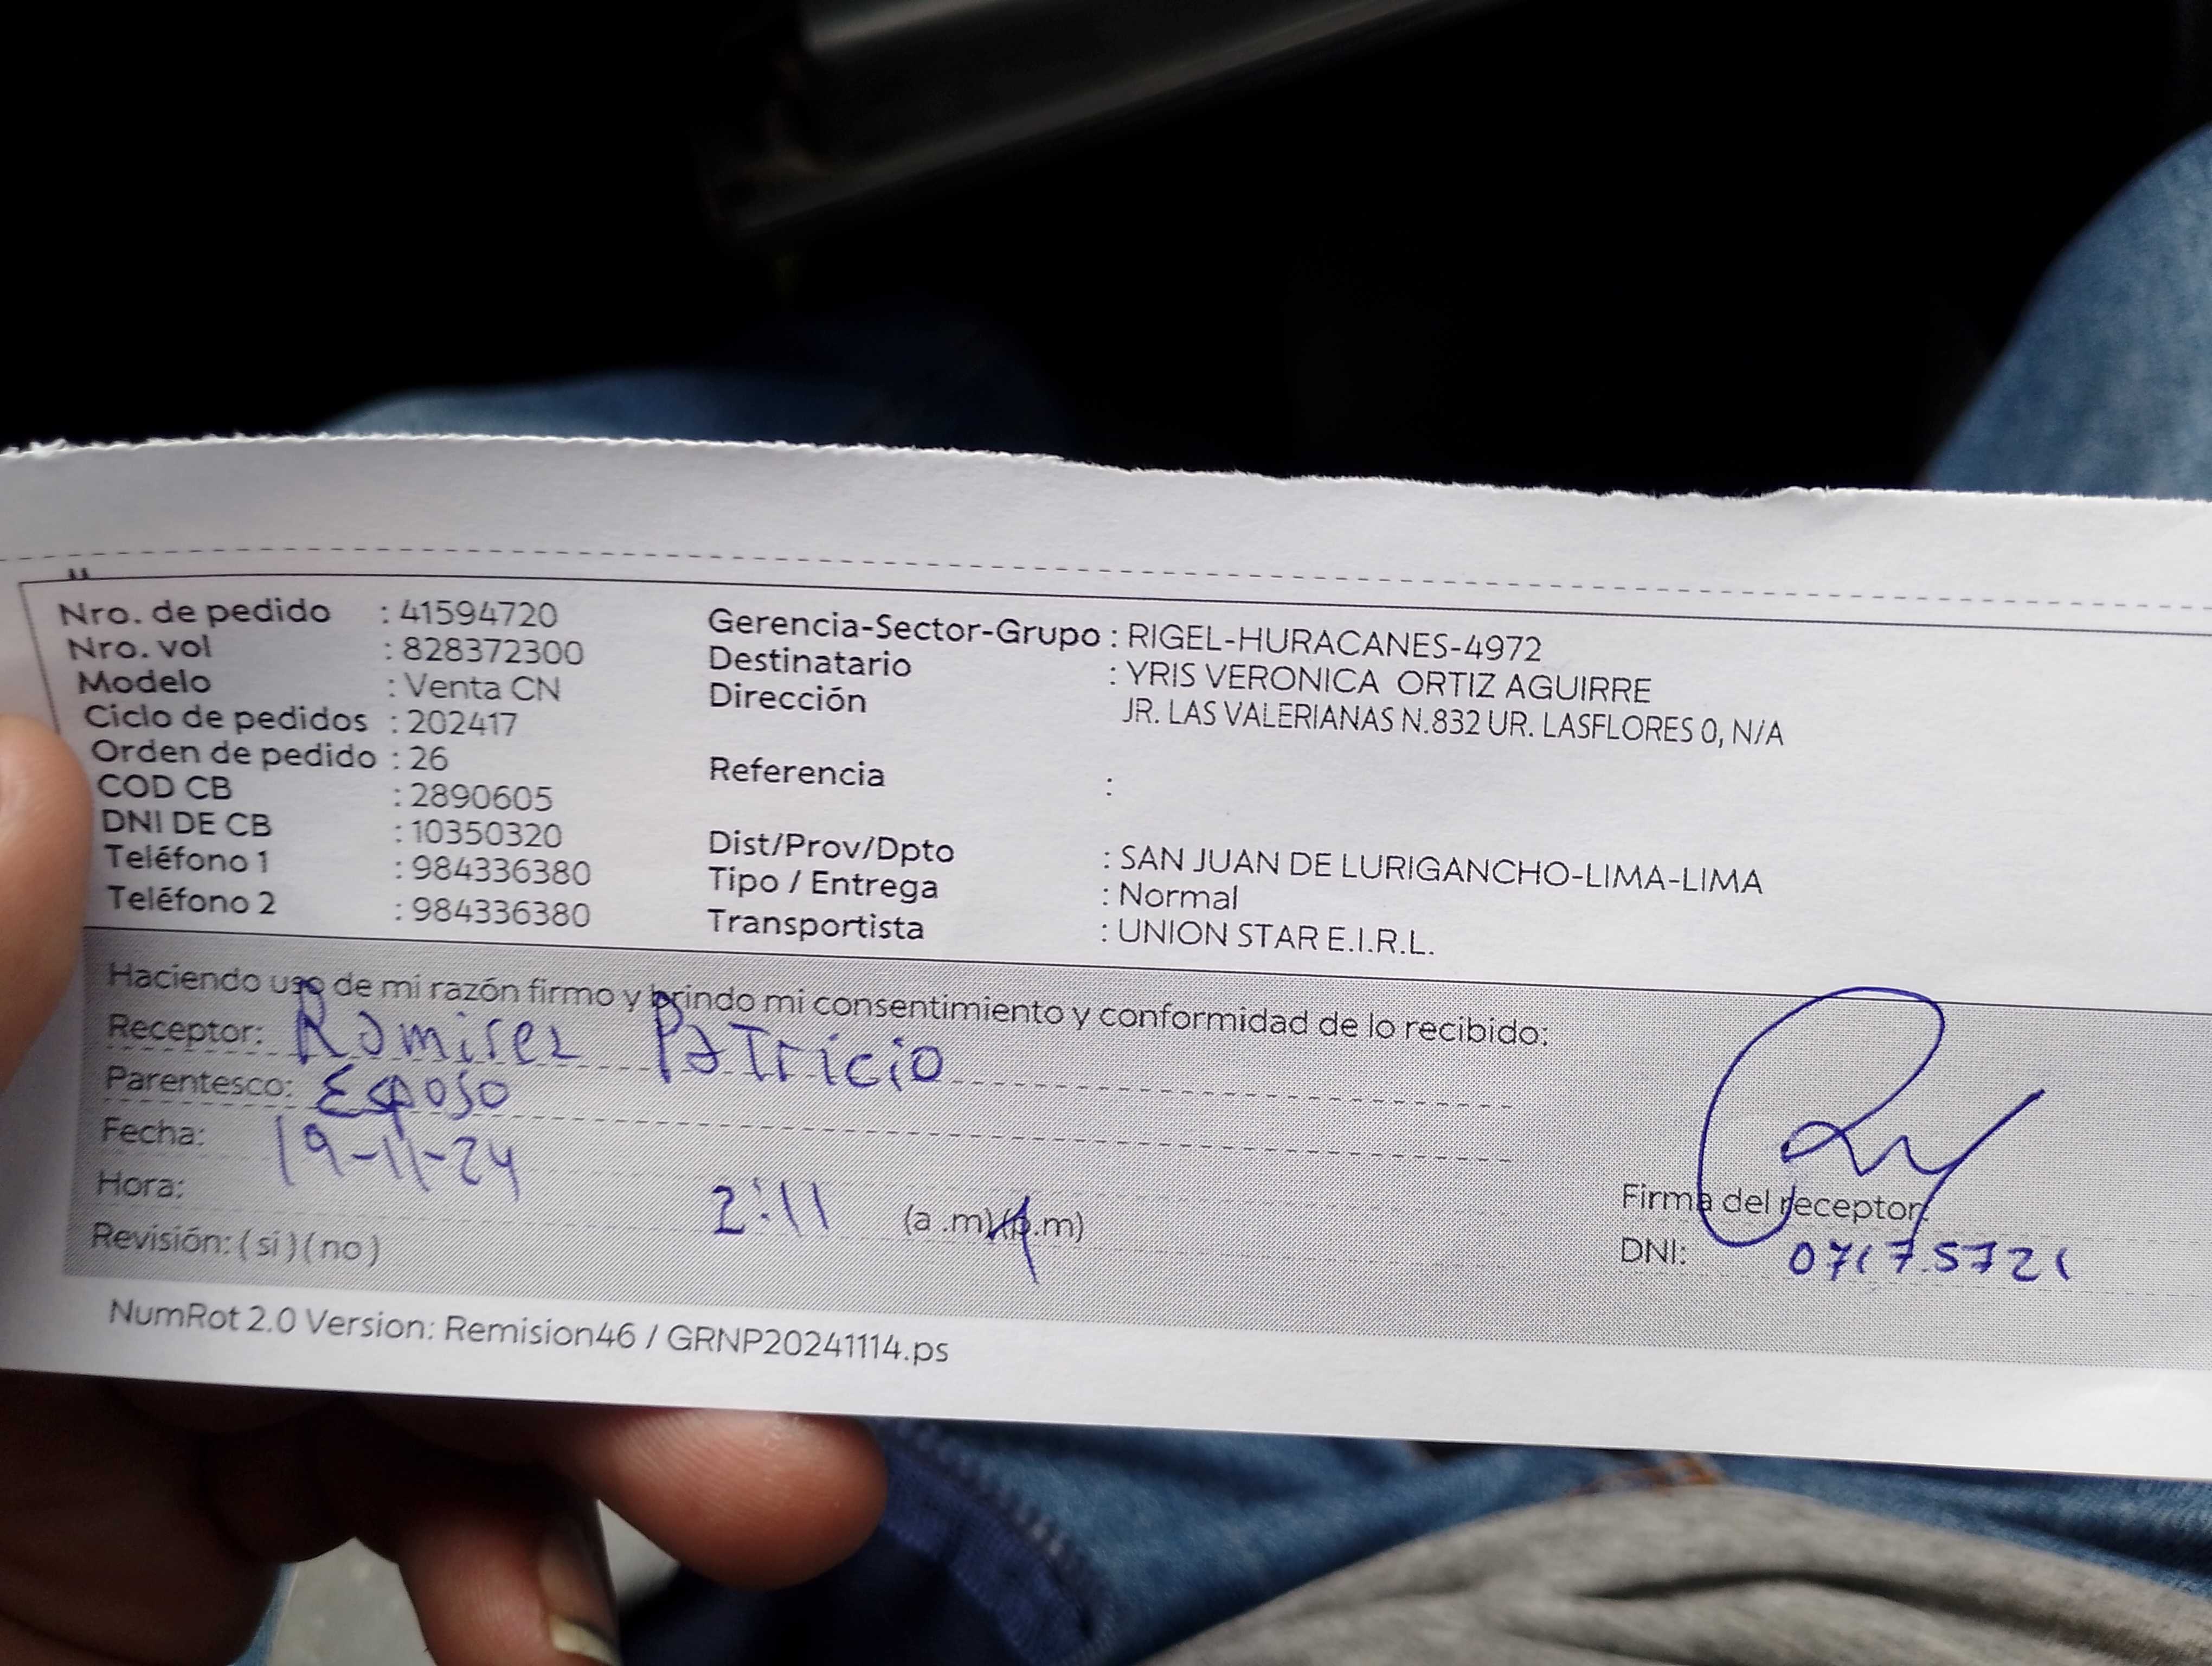 Nro. de pedido : 41594720
Nro. vol : 828372300
Modelo : Venta CN
Ciclo de pedidos : 202417
Orden de pedido : 26
COD CB : 2890605
DNI DE CB : 10350320
Teléfono 1 : 984336380
Teléfono 2 : 984336380
Gerencia-Sector-Grupo : RIGEL-HURACANES-4972
Destinatario : YRIS VERONICA ORTIZ AGUIRRE
Dirección JR. LAS VALERIANAS N.832 UR. LASFLORES 0, N/A
Referencia :
Dist/Prov/Dpto : SAN JUAN DE LURIGANCHO-LIMA-LIMA
Tipo / Entrega : Normal
Transportista : UNION STAR E.I.R.L.
Haciendo uso de mi razón firmo y brindo mi consentimiento y conformidad de lo recibido:
Receptor: Ramirez Patricio
Parentesco: Esposo
Fecha: 19-11-24
Hora: 2:11 (a .m)(p.m)
Revisión: ( si ) ( no )
Firma del receptor:
DNI: 07175721
NumRot 2.0 Version: Remision46 / GRNP20241114.ps